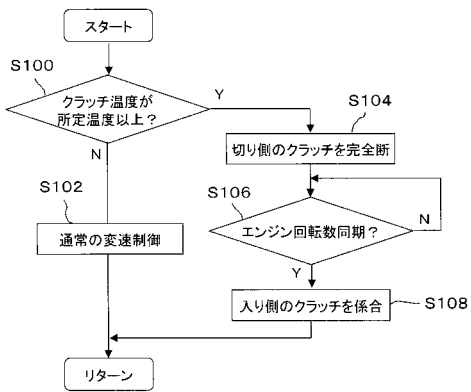 スタート
S100
クラッチ温度が
所定温度以上？
Y
N
S104
切り側のクラッチを完全断
S102
通常の変速制御
S106
エンジン回転数同期？
N
Y
入り側のクラッチを係合
S108
リターン